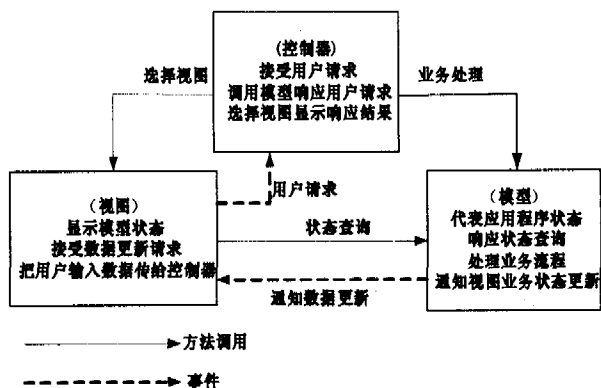 (控制器)
接受用户请求
调用模型响应用户请求
选择视图显示响应结果
选择视图
业务处理
用户请求
(视图)
显示模型状态
接受数据更新请求
把用户输入数据传给控制器
状态查询
通知数据更新
(模型)
代表应用程序状态
响应状态查询
处理业务流程
通知视图业务状态更新
方法调用
事件